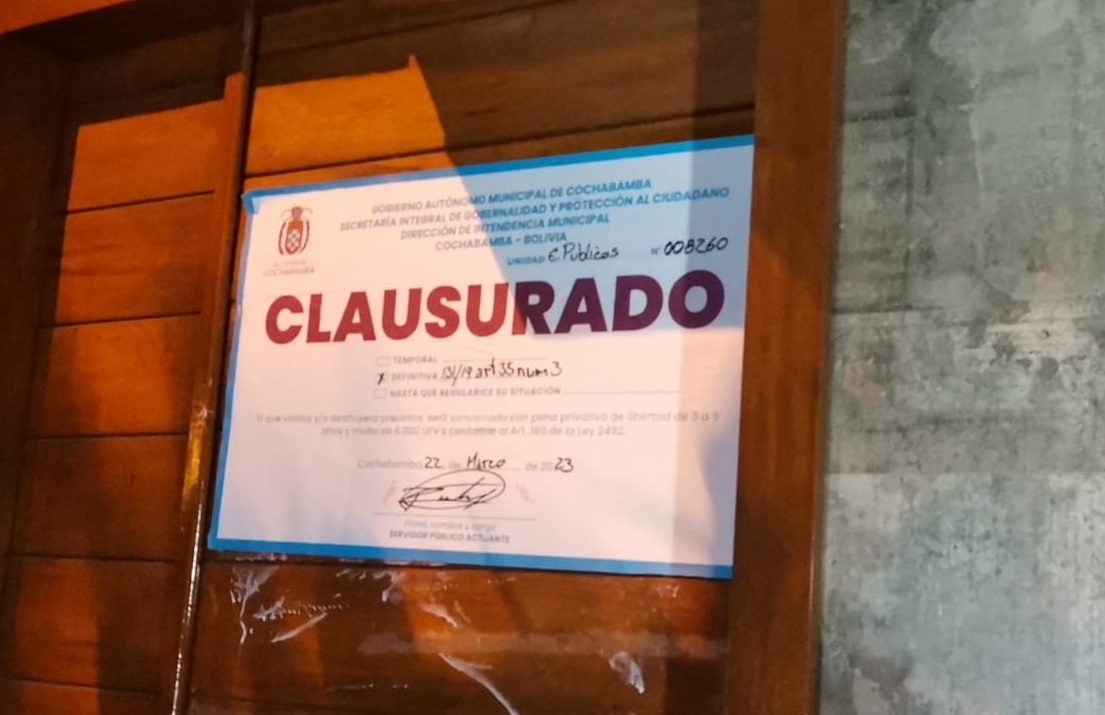 GOBIERNO AUTÓNOMO MUNICIPAL DE COCHABAMBA
SECRETARÍA INTEGRAL DE GOBERNALIDAD Y PROTECCIÓN AL CIUDADANO
DIRECCIÓN DE INTENDENCIA MUNICIPAL
COCHABAMBA - BOLIVIA
COCHABAMBA
UNIDAD E. Públicos N° 008260
CLAUSURADO
TEMPORAL
X DEFINITIVA 131/19 art 35 num 3
HASTA QUE REGULARICE SU SITUACIÓN
El que violara y/o destruyera precintos, será sancionado con pena privativa de libertad de 3 a 5
años y multa de 6.000 UFV's conforme al Art. 180 de la Ley 2492.
Cochabamba 22 de Marzo de 2023
Firma, nombre y cargo
SERVIDOR PÚBLICO ACTUANTE